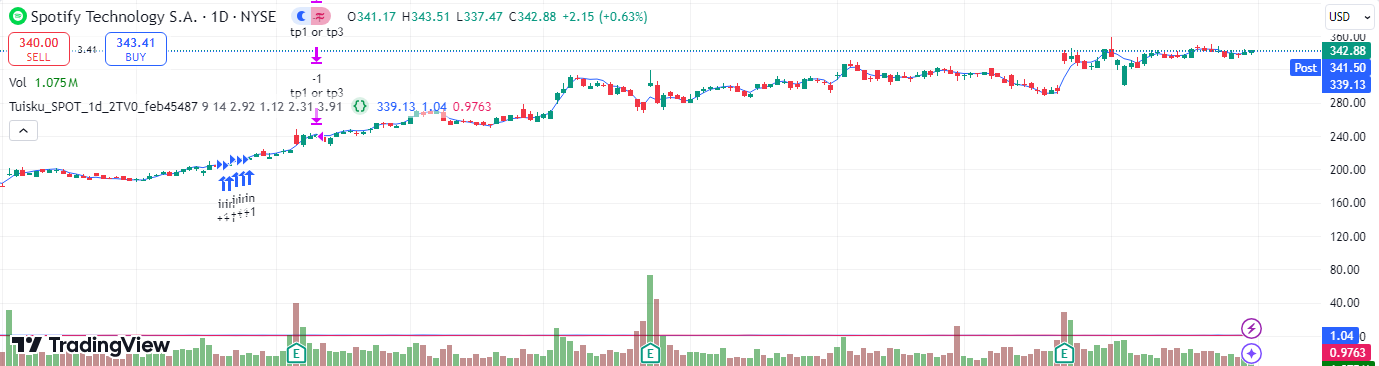 Spotify Technology S.A. · 1D · NYSE O341.17 H343.51 L337.47 C342.88 +2.15 (+0.63%)
USD
tp1 or tp3
340.00 SELL
3.41
343.41 BUY
Vol 1.075M
-1
tp1 or tp3
Tuisku_SPOT_1d_2TV0_feb45487 9 14 2.92 1.12 2.31 3.91 {} 339.13 1.04 0.9763
360.00
342.88
Post 341.50
339.13
280.00
240.00
200.00
160.00
120.00
80.00
40.00
1.04
0.9763
E E E
TradingView